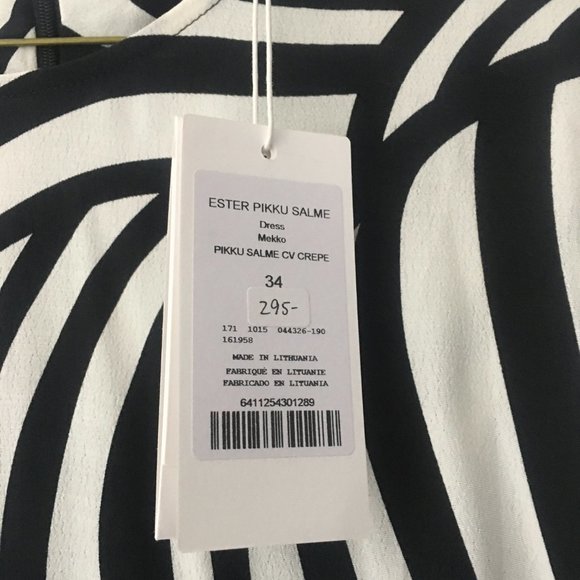 ESTER PIKKU SALME
Dress
Mekko
PIKKU SALME CV CREPE
34
295-
171 1015 044326-190
161958
MADE IN LITHUANIA
FABRIQUÉ EN LITUANIE
FABRICADO EN LITUANIA
6411254301289